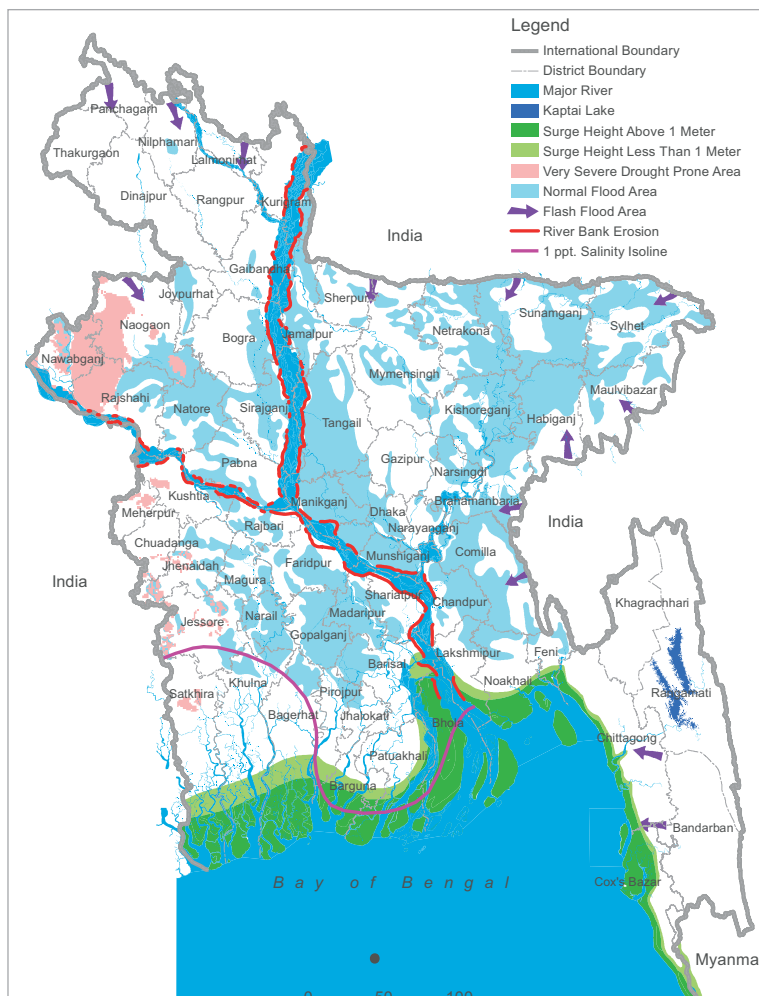 Legend
International Boundary
District Boundary
Major River
Kaptai Lake
Surge Height Above 1 Meter
Surge Height Less Than 1 Meter
Very Severe Drought Prone Area
Normal Flood Area
Flash Flood Area
River Bank Erosion
1 ppt. Salinity Isoline
Panchagarh
Nilphamari
Thakurgaon
Lalmonirhat
Dinajpur
Rangpur
Kurigram
India
Gaibandha
Joypurhat
Sherpur
Sunamganj
Naogaon
Netrakona
Sylhet
Bogra
Jamalpur
Nawabganj
Mymensingh
Maulvibazar
Rajshahi
Natore
Sirajganj
Kishoreganj
Tangail
Habiganj
Gazipur
Pabna
Narsingdi
Kushtia
Manikganj
Brahamanbaria
Meherpur
Dhaka
Rajbari
Narayanganj
India
Chuadanga
Munshiganj
Comilla
Jhenaidah
Faridpur
India
Magura
Shariatpur
Chandpur
Khagrachhari
Jessore
Narail
Madaripur
Gopalganj
Lakshmipur
Feni
Barisal
Noakhali
Khulna
Satkhira
Pirojpur
Rangamati
Bagerhat
Jhalokati
Bhola
Chittagong
Patuakhali
Barguna
Bandarban
Bay of Bengal
Cox's Bazar
Myanma
0 50 100